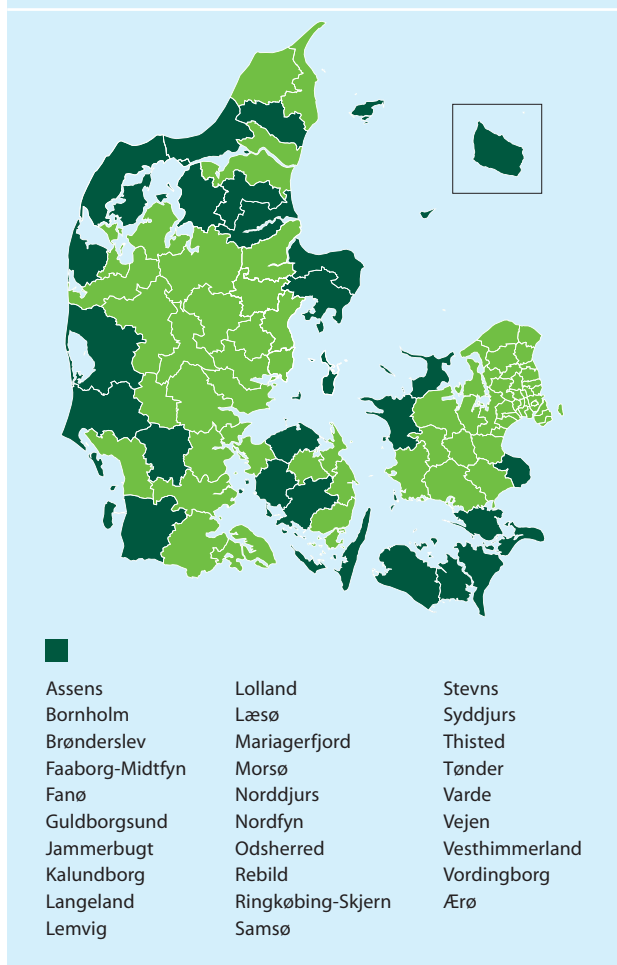 Assens
Bornholm
Brønderslev
Faaborg-Midtfyn
Fanø
Guldborgsund
Jammerbugt
Kalundborg
Langeland
Lemvig
Lolland
Læsø
Mariagerfjord
Morsø
Norddjurs
Nordfyn
Odsherred
Rebild
Ringkøbing-Skjern
Samsø
Stevns
Syddjurs
Thisted
Tønder
Varde
Vejen
Vesthimmerland
Vordingborg
Ærø